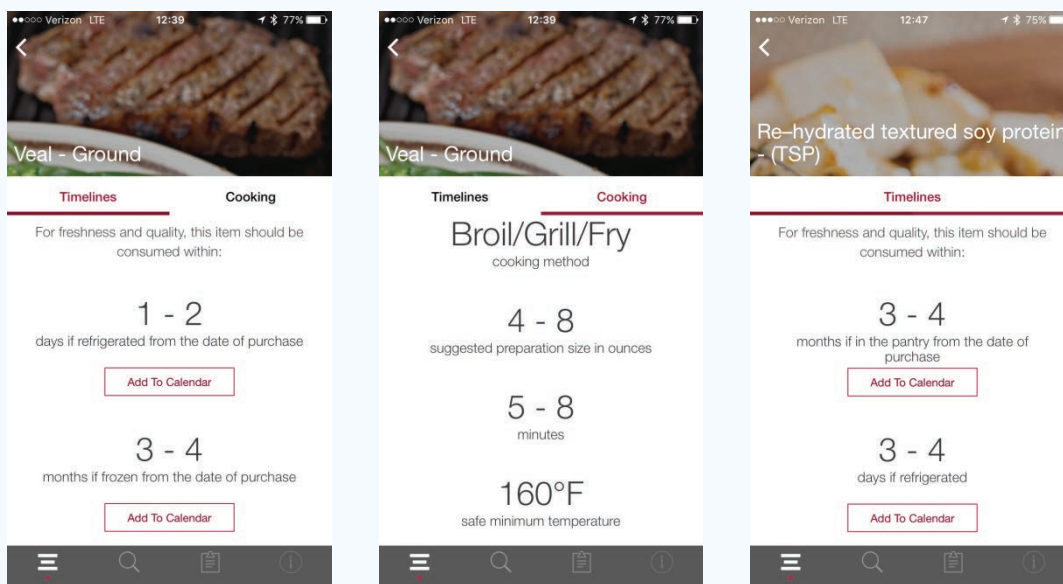 Verizon LTE 12:39 77%
Veal - Ground
Timelines Cooking
For freshness and quality, this item should be
consumed within:
1 - 2
days if refrigerated from the date of purchase
Add To Calendar
3 - 4
months if frozen from the date of purchase
Add To Calendar
Verizon LTE 12:39 77%
Veal - Ground
Timelines Cooking
Broil/Grill/Fry
cooking method
4 - 8
suggested preparation size in ounces
5 - 8
minutes
160°F
safe minimum temperature
Verizon LTE 12:47 75%
Re-hydrated textured soy protein
- (TSP)
Timelines
For freshness and quality, this item should be
consumed within:
3 - 4
months if in the pantry from the date of
purchase
Add To Calendar
3 - 4
days if refrigerated
Add To Calendar